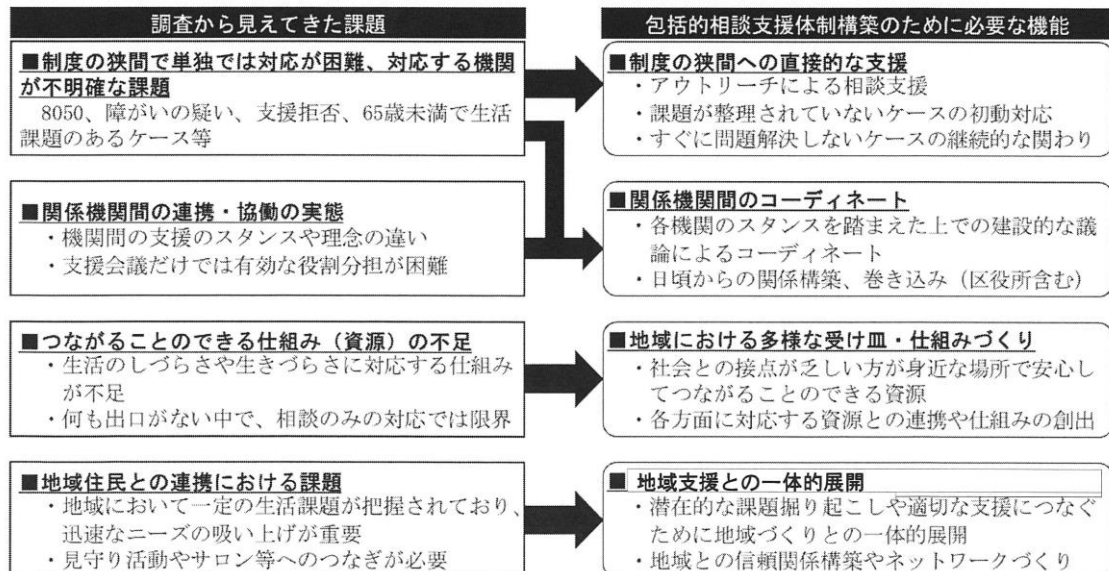 調査から見えてきた課題
■制度の狭間で単独では対応が困難、対応する機関
が不明確な課題
8050、障がいの疑い、支援拒否、65歳未満で生活
課題のあるケース等
■関係機関間の連携・協働の実態
・機関間の支援のスタンスや理念の違い
・支援会議だけでは有効な役割分担が困難
■つながることのできる仕組み（資源）の不足
・生活のしづらさや生きづらさに対応する仕組み
が不足
・何も出口がない中で、相談のみの対応では限界
■地域住民との連携における課題
・地域において一定の生活課題が把握されており、
迅速なニーズの吸い上げが重要
・見守り活動やサロン等へのつなぎが必要
包括的相談支援体制構築のために必要な機能
■制度の狭間への直接的な支援
・アウトリーチによる相談支援
・課題が整理されていないケースの初動対応
・すぐに問題解決しないケースの継続的な関わり
■関係機関間のコーディネート
・各機関のスタンスを踏まえた上での建設的な議
論によるコーディネート
・日頃からの関係構築、巻き込み（区役所含む）
■地域における多様な受け皿・仕組みづくり
・社会との接点が乏しい方が身近な場所で安心し
てつながることのできる資源
・各方面に対応する資源との連携や仕組みの創出
■ 地域支援との一体的展開
・潜在的な課題掘り起こしや適切な支援につなぐ
ために地域づくりとの一体的展開
・地域との信頼関係構築やネットワークづくり